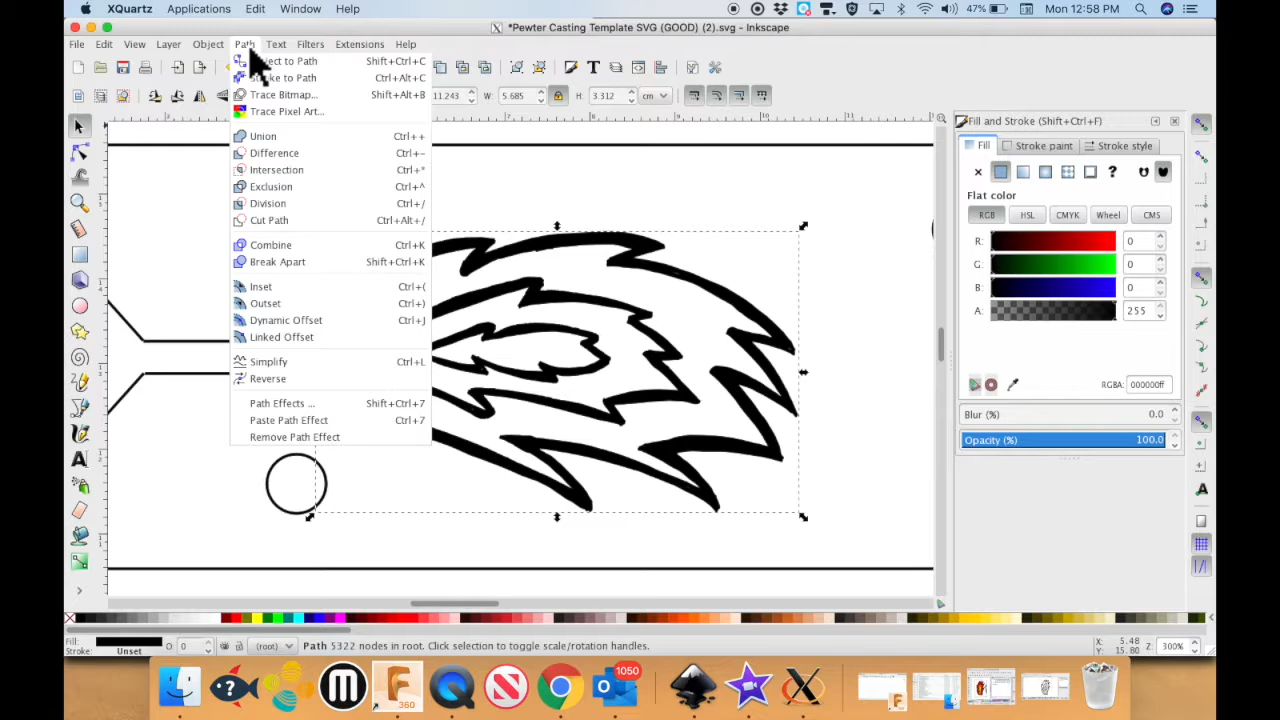 XQuartz Applications Edit Window Help 47% Mon 12:58 PM
*Pewter Casting Template SVG (GOOD) (2).svg - Inkscape
File Edit View Layer Object Path Text Filters Extensions Help
11.243 W: 5.685 H: 3.312 cm
to Path Shift+Ctrl+C
to Path Ctrl+Alt+C
Trace Bitmap... Shift+Alt+B
Trace Pixel Art...
Union Ctrl++
Difference Ctrl+-
Intersection Ctrl+*
Exclusion Ctrl+^
Division Ctrl+/
Cut Path Ctrl+Alt+/
Combine Ctrl+K
Break Apart Shift+Ctrl+K
Inset Ctrl+(
Outset Ctrl+)
Dynamic Offset Ctrl+J
Linked Offset
Simplify Ctrl+L
Reverse
Path Effects ... Shift+Ctrl+7
Paste Path Effect Ctrl+7
Remove Path Effect
Fill and Stroke (Shift+Ctrl+F)
Fill Stroke paint Stroke style
Flat color
RGB HSL CMYK Wheel CMS
R: 0
G: 0
B: 0
A: 255
RGBA: 000000ff
Blur (%) 0.0
Opacity (%) 100.0
Fill: O: 0 (root) Path 5322 nodes in root. Click selection to toggle scale/rotation handles. X: 5.48 Z: 300%
Stroke: Unset Y: 15.80
1050
360